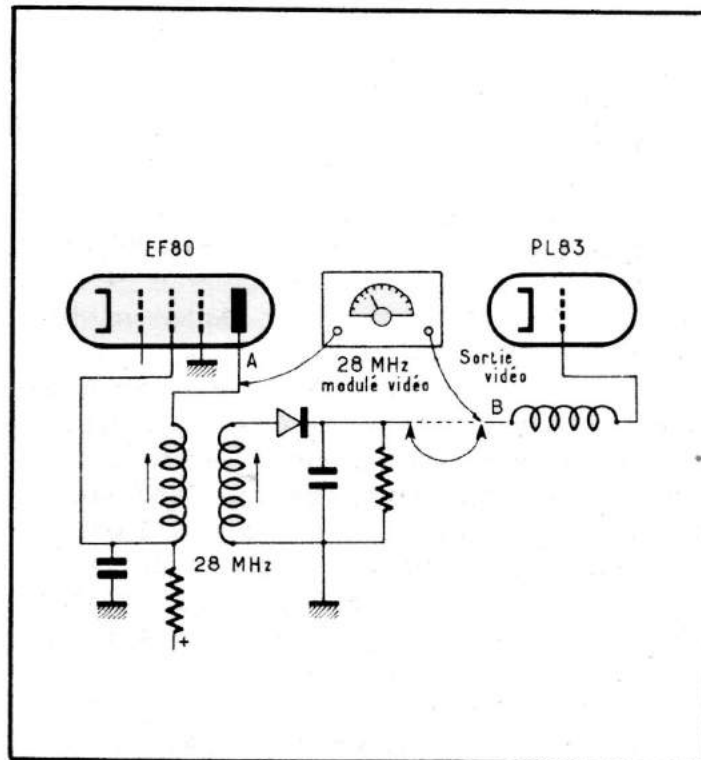 EF80
PL83
A
28 MHz
modulé vidéo
Sortie
vidéo
B
28 MHz
+